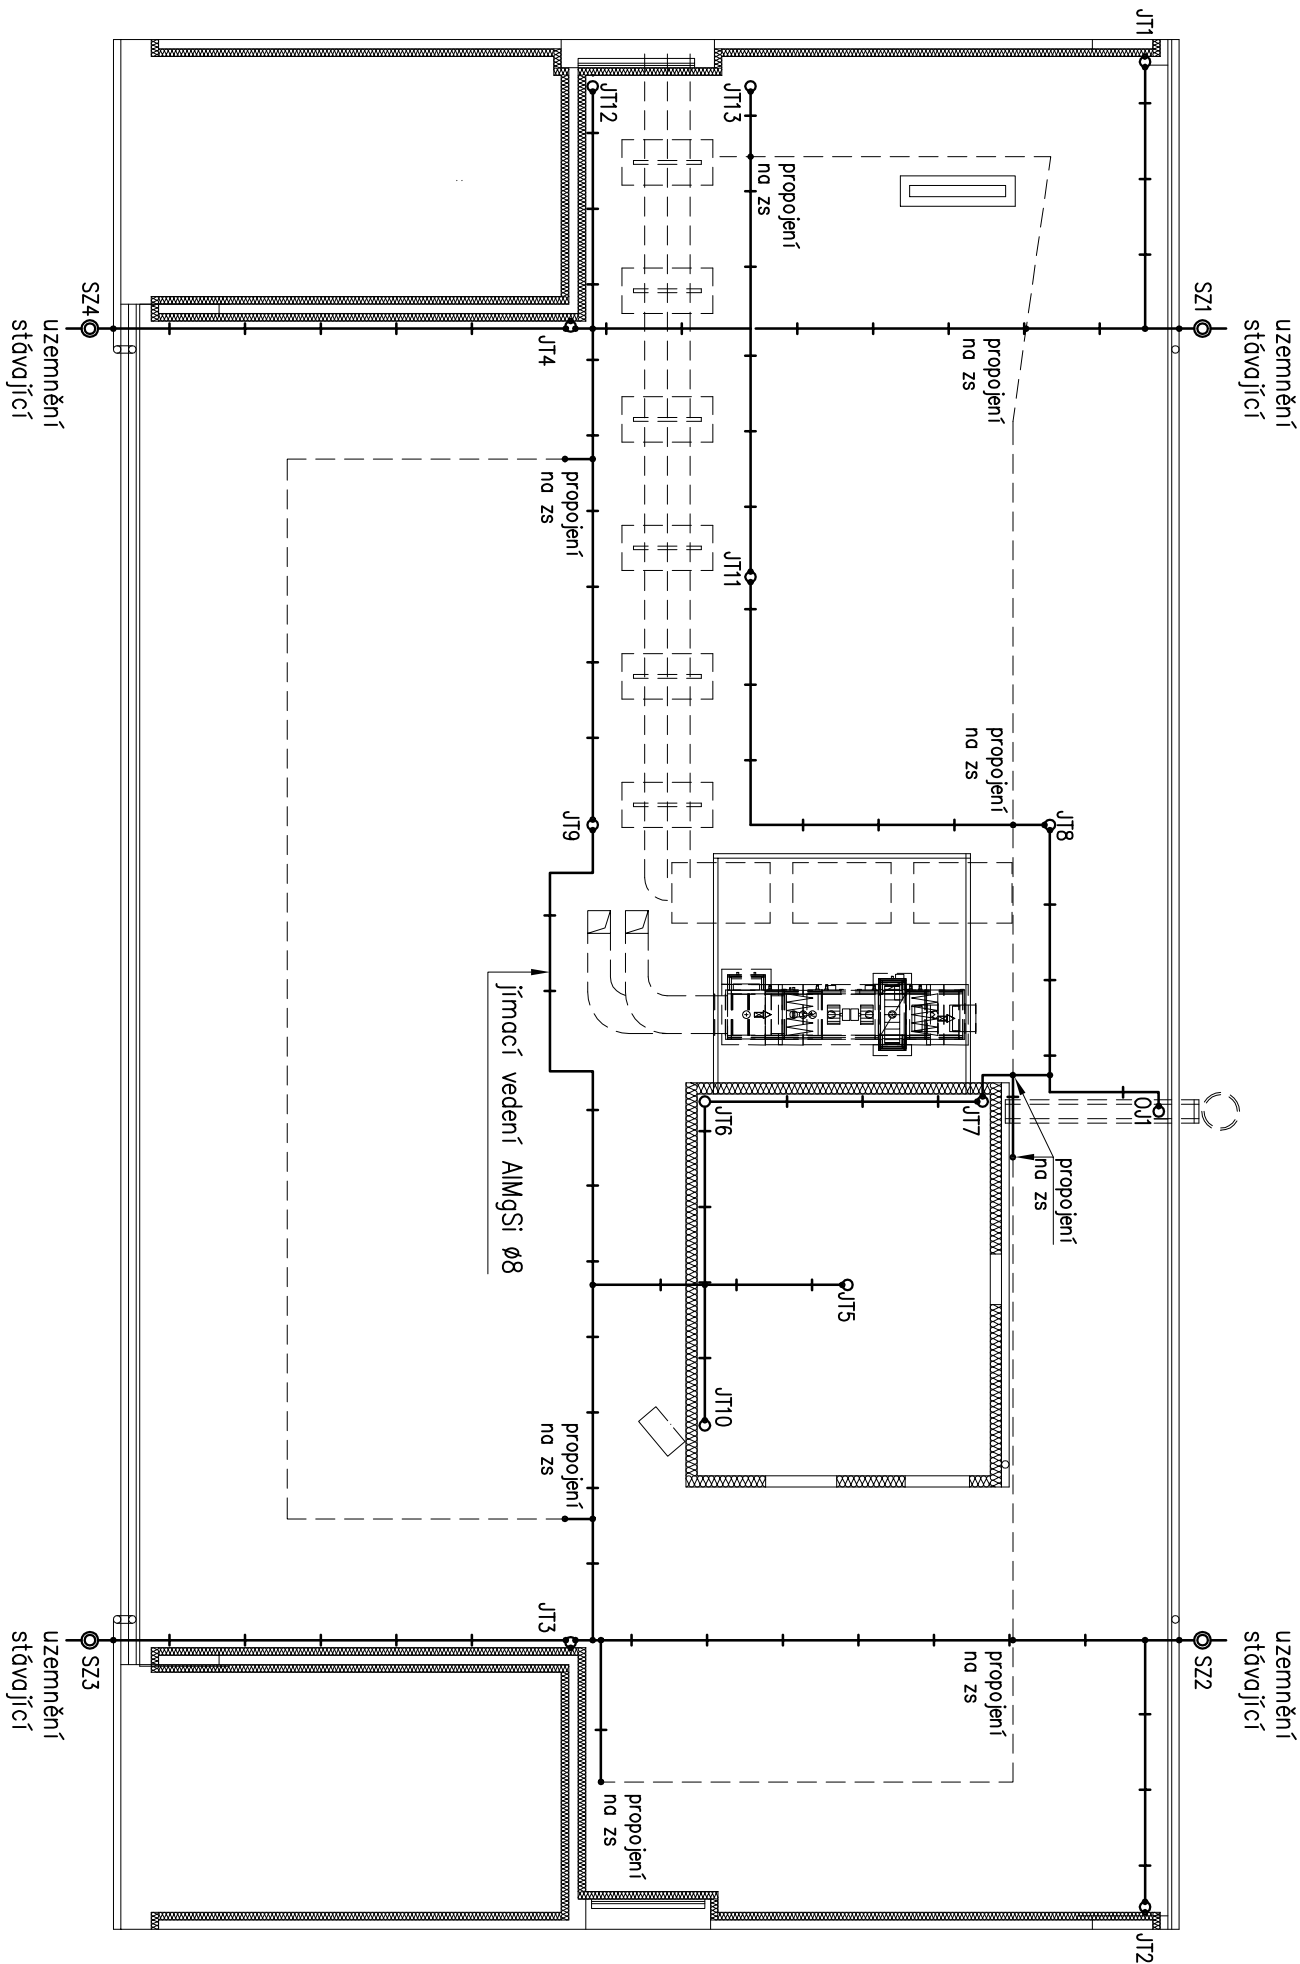 JT1
uzemnění
stávající
SZ1
JT13
JT12
propojení
na zs
SZ4
uzemnění
stávající
JT4
propojení
na zs
propojení
na zs
JT11
propojení
na zs
JT8
JT9
jímací vedení AlMgSi ø8
OJ1
JT7
JT6
propojení
na zs
JT5
JT10
propojení
na zs
uzemnění
stávající
SZ2
JT3
SZ3
uzemnění
stávající
propojení
na zs
propojení
na zs
JT2